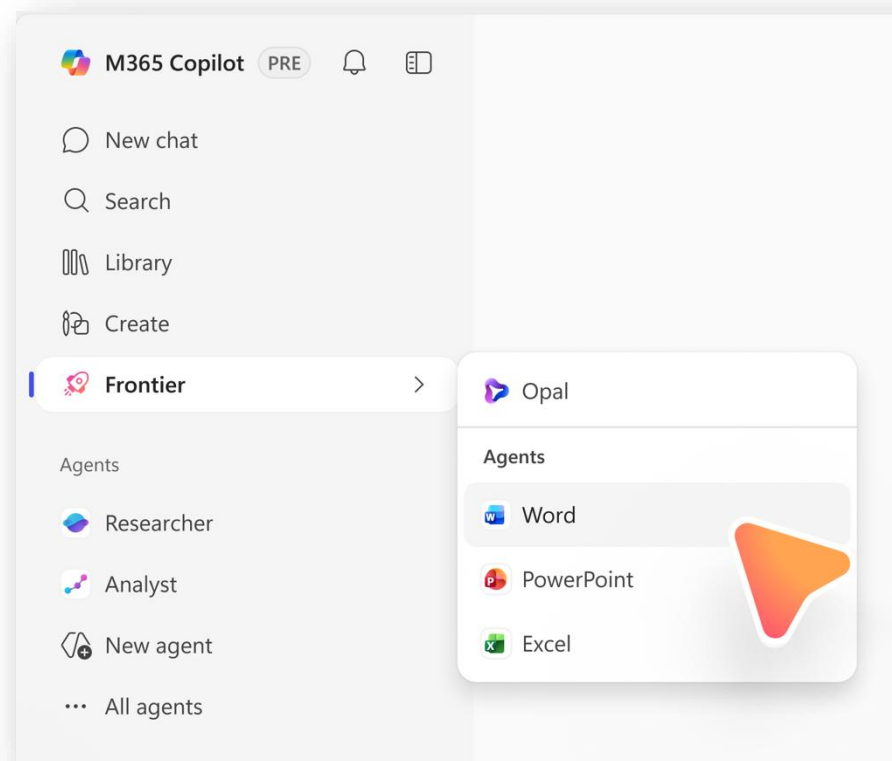 M365 Copilot PRE
New chat
Search
Library
Create
Frontier
Agents
Researcher
Analyst
New agent
All agents
Opal
Agents
Word
PowerPoint
Excel